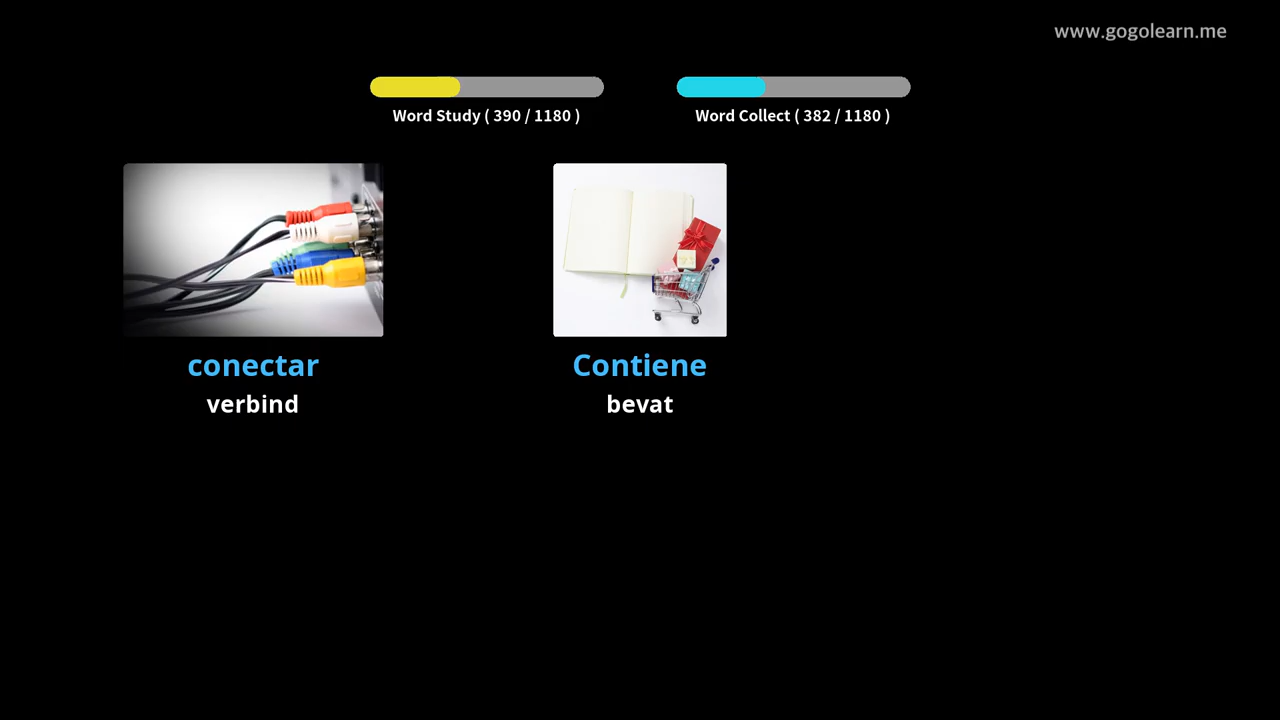 www.gogolearn.me
Word Study ( 390 / 1180 )
Word Collect ( 382 / 1180 )
conectar
verbind
Contiene
bevat